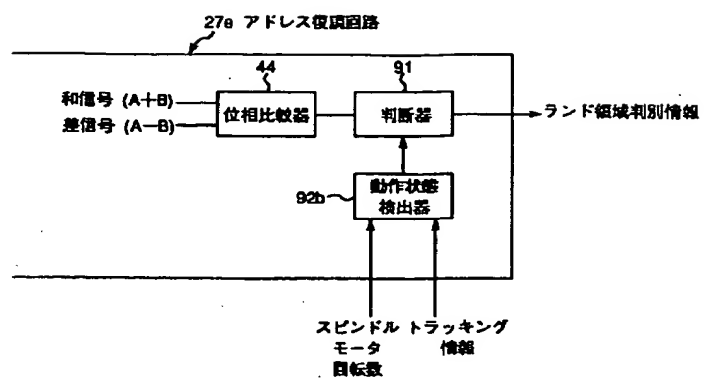 27e アドレス復調回路
44
91
和信号 (A+B)
差信号 (A−B)
位相比較器
判断器
ランド領域判別情報
92b
動作状態
検出器
スピンドル
モータ
回転数
トラッキング
情報